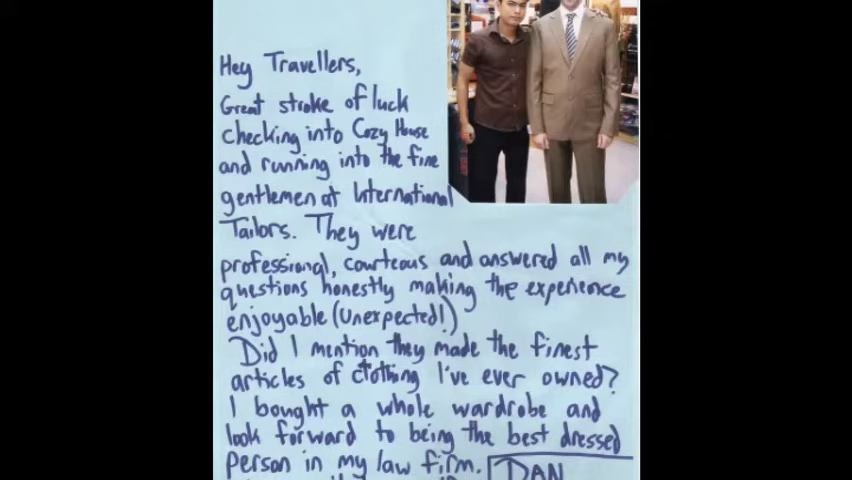 Hey Travellers,
Great stroke of luck
checking into Cozy House
and running into the fine
gentlemen at International
Tailors. They were
professional, courteous and answered all my
questions honestly making the experience
enjoyable (Unexpected!)
Did I mention they made the finest
articles of clothing I've ever owned?
I bought a whole wardrobe and
look forward to being the best dressed
person in my law firm. DAN